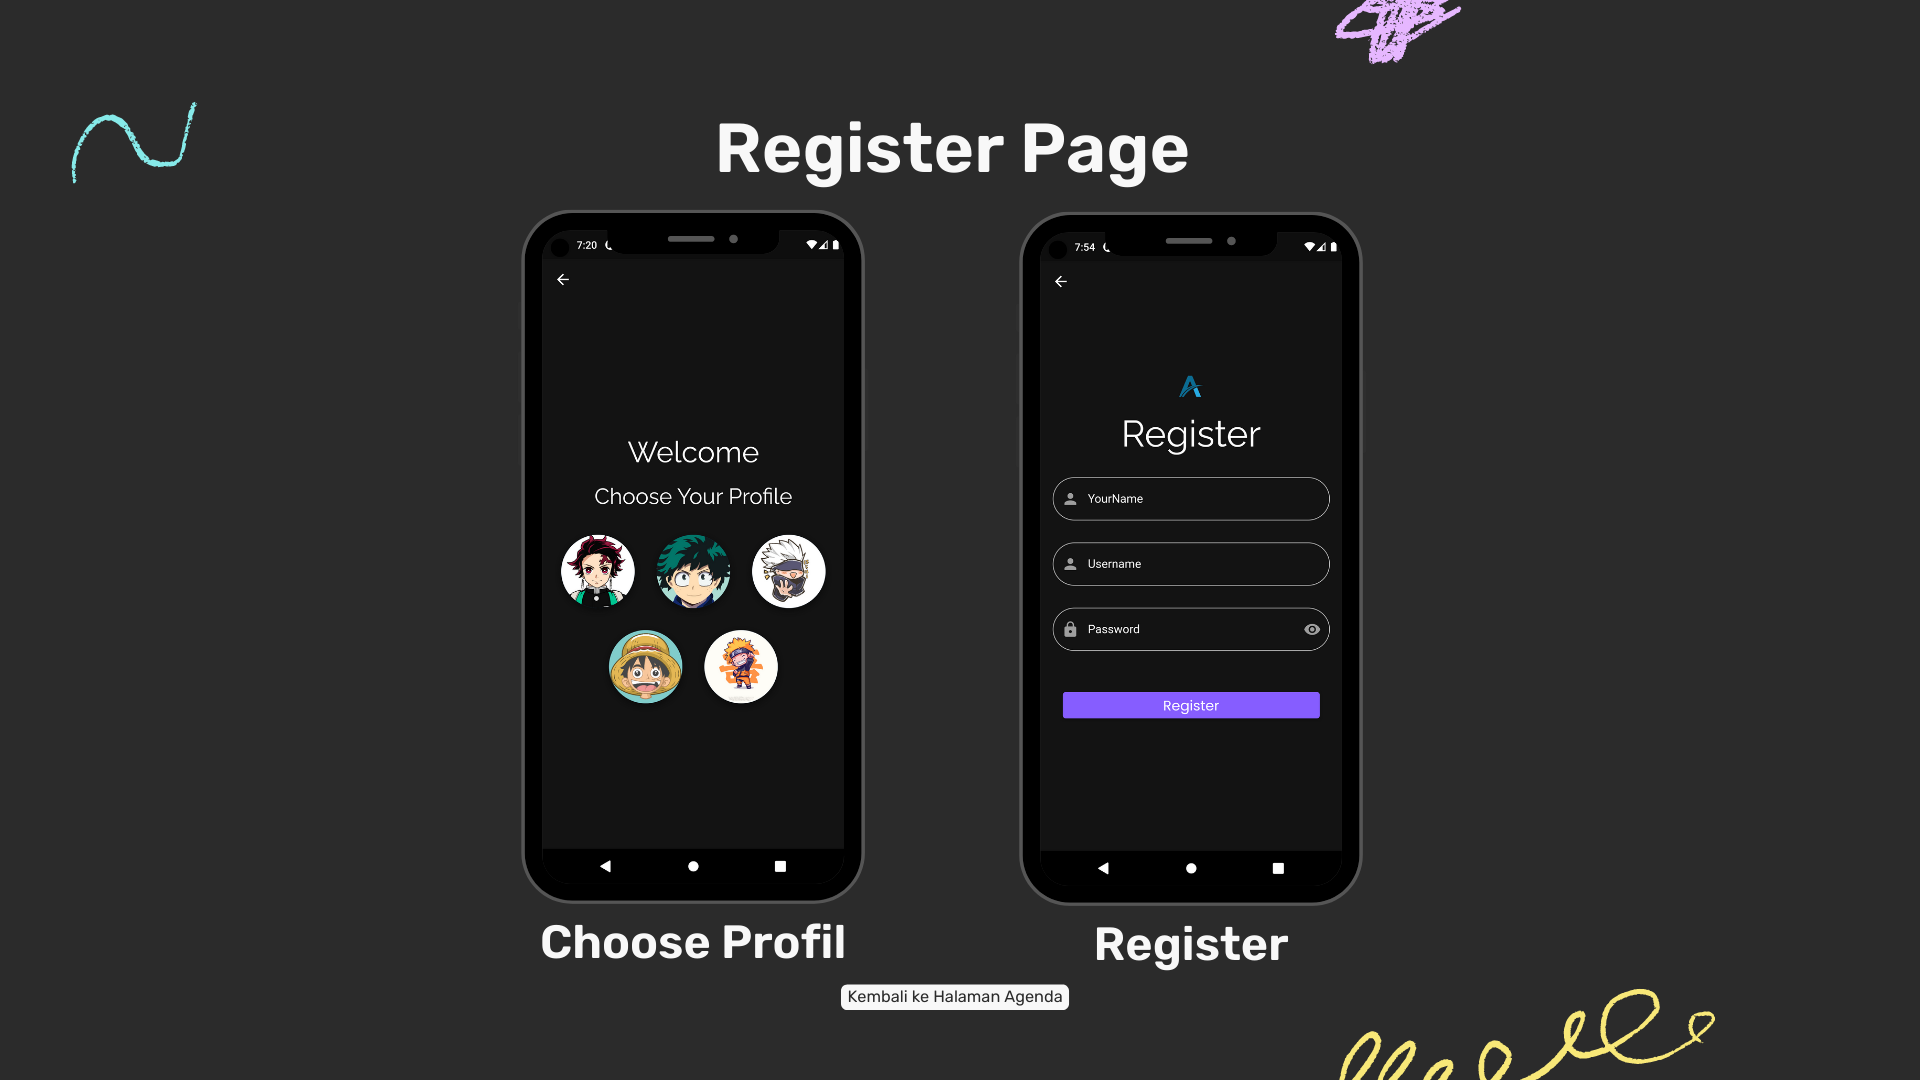 Register Page
7:20
Welcome
Choose Your Profile
Choose Profil
7:54
Register
YourName
Username
Password
Register
Register
Kembali ke Halaman Agenda